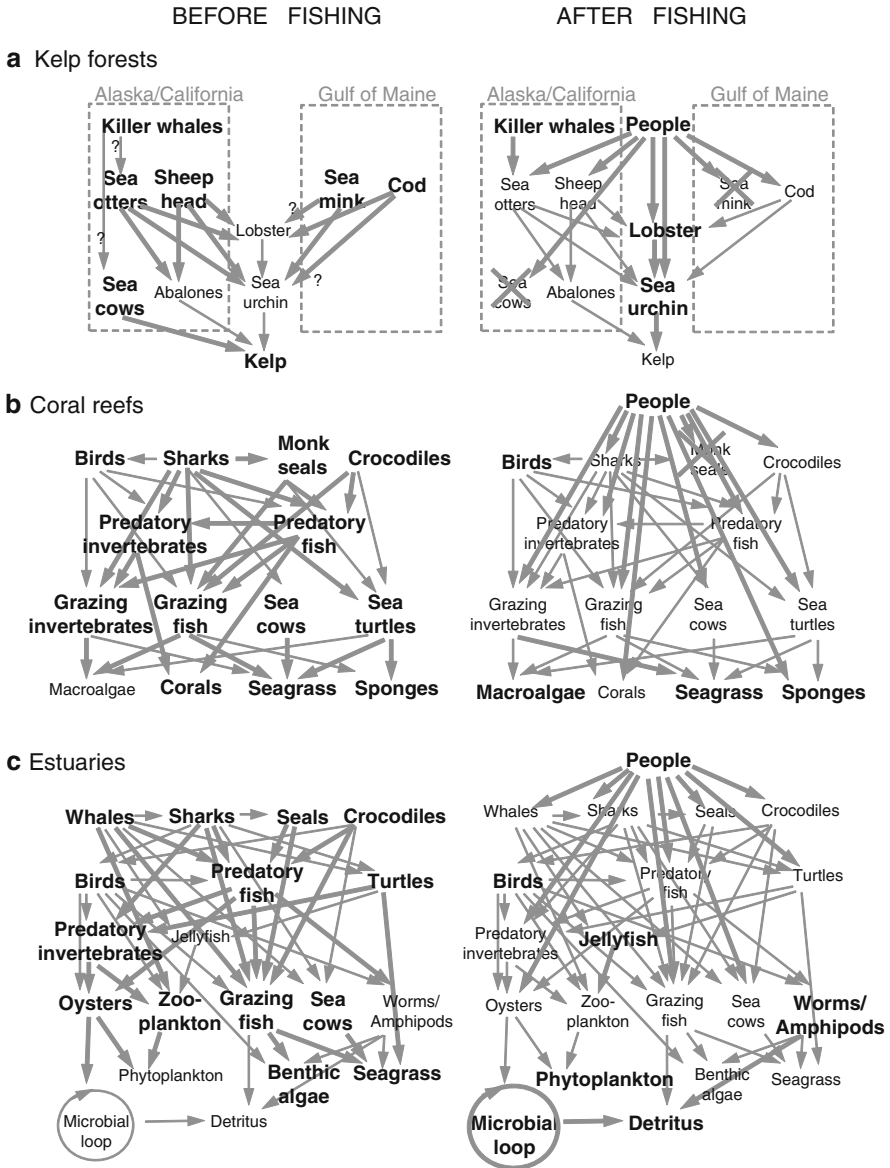 BEFORE FISHING
AFTER FISHING
a Kelp forests
Alaska/California
Gulf of Maine
Killer whales
?
Sea
otters
Sheep
head
Sea
mink
Cod
?
Lobster
?
Sea
cows
Abalones
Sea
urchin
?
Kelp
Alaska/California
Gulf of Maine
Killer whales
People
Sea
otters
Sheep
head
Sea
mink
Cod
Lobster
Sea
cows
Abalones
Sea
urchin
Kelp
b Coral reefs
Birds
Sharks
Monk
seals
Crocodiles
Predatory
invertebrates
Predatory
fish
Grazing
invertebrates
Grazing
fish
Sea
cows
Sea
turtles
Macroalgae
Corals
Seagrass
Sponges
People
Birds
Sharks
Monk
seals
Crocodiles
Predatory
invertebrates
Predatory
fish
Grazing
invertebrates
Grazing
fish
Sea
cows
Sea
turtles
Macroalgae
Corals
Seagrass
Sponges
c Estuaries
Whales
Sharks
Seals
Crocodiles
Birds
Predatory
fish
Turtles
Predatory
invertebrates
Jellyfish
Oysters
Zoo-
plankton
Grazing
fish
Sea
cows
Worms/
Amphipods
Phytoplankton
Benthic
algae
Seagrass
Microbial
loop
Detritus
People
Whales
Sharks
Seals
Crocodiles
Birds
Predatory
fish
Turtles
Predatory
invertebrates
Jellyfish
Oysters
Zoo-
plankton
Grazing
fish
Sea
cows
Worms/
Amphipods
Phytoplankton
Benthic
algae
Seagrass
Microbial
loop
Detritus